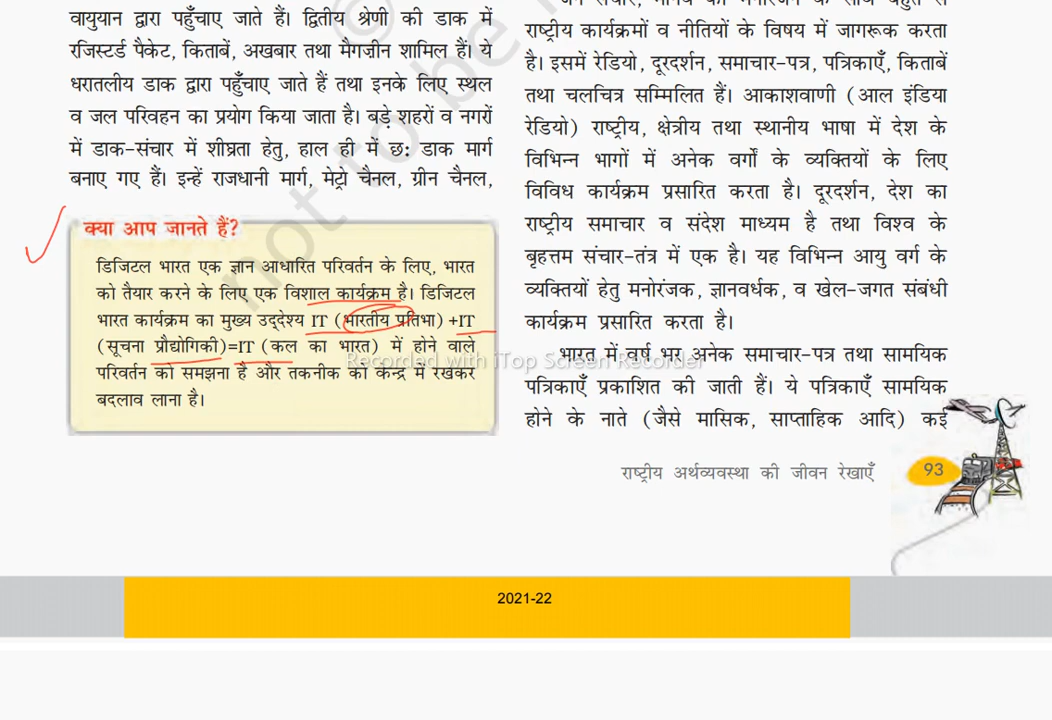 वायुयान द्वारा पहुँचाए जाते हैं। द्वितीय श्रेणी की डाक में
रजिस्टर्ड पैकेट, किताबें, अखबार तथा मैगज़ीन शामिल हैं। ये
धरातलीय डाक द्वारा पहुँचाए जाते हैं तथा इनके लिए स्थल
व जल परिवहन का प्रयोग किया जाता है। बड़े शहरों व नगरों
में डाक-संचार में शीघ्रता हेतु, हाल ही में छः डाक मार्ग
बनाए गए हैं। इन्हें राजधानी मार्ग, मेट्रो चैनल, ग्रीन चैनल,
क्या आप जानते हैं?
डिजिटल भारत एक ज्ञान आधारित परिवर्तन के लिए, भारत
को तैयार करने के लिए एक विशाल कार्यक्रम है। डिजिटल
भारत कार्यक्रम का मुख्य उद्देश्य IT (भारतीय प्रतिभा) +IT
(सूचना प्रौद्योगिकी)=IT (कल का भारत) में होने वाले
परिवर्तन को समझना है और तकनीक को केन्द्र में रखकर
बदलाव लाना है।
राष्ट्रीय कार्यक्रमों व नीतियों के विषय में जागरूक करता
है। इसमें रेडियो, दूरदर्शन, समाचार-पत्र, पत्रिकाएँ, किताबें
तथा चलचित्र सम्मिलित हैं। आकाशवाणी (आल इंडिया
रेडियो) राष्ट्रीय, क्षेत्रीय तथा स्थानीय भाषा में देश के
विभिन्न भागों में अनेक वर्गों के व्यक्तियों के लिए
विविध कार्यक्रम प्रसारित करता है। दूरदर्शन, देश का
राष्ट्रीय समाचार व संदेश माध्यम है तथा विश्व के
बृहत्तम संचार-तंत्र में एक है। यह विभिन्न आयु वर्ग के
व्यक्तियों हेतु मनोरंजक, ज्ञानवर्धक, व खेल-जगत संबंधी
कार्यक्रम प्रसारित करता है।
भारत में वर्ष भर अनेक समाचार-पत्र तथा सामयिक
पत्रिकाएँ प्रकाशित की जाती हैं। ये पत्रिकाएँ सामयिक
होने के नाते (जैसे मासिक, साप्ताहिक आदि) कई
Recorded with iTop Screen Recorder
not to be
राष्ट्रीय अर्थव्यवस्था की जीवन रेखाएँ 93
2021-22